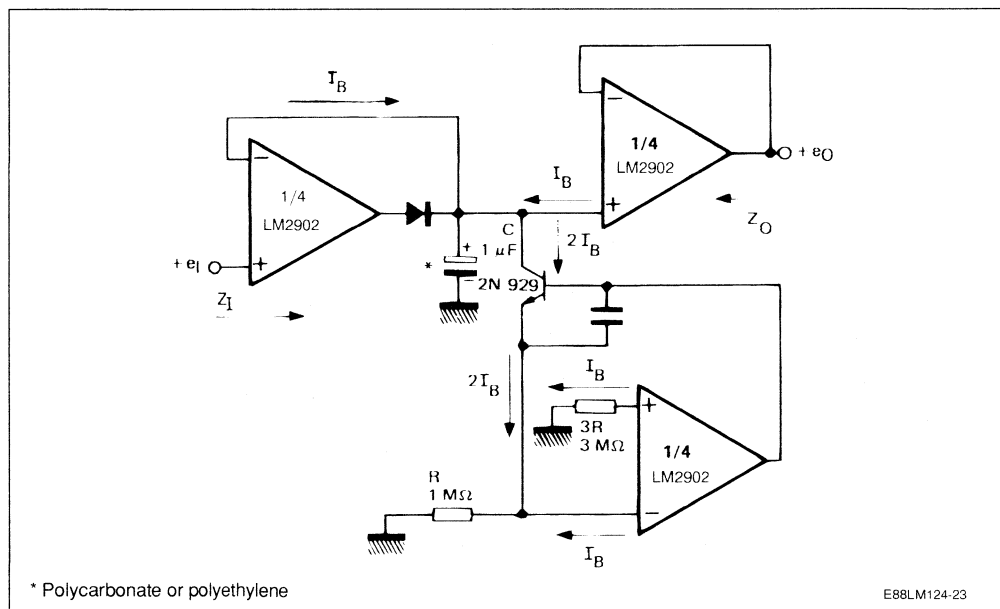 I_B
1/4
LM2902
+ e_I
Z_I
−
+
C
1 µF
+
*
−
2N 929
I_B
2 I_B
−
1/4
LM2902
+
+ e_O
Z_O
2I_B
I_B
3R
3 MΩ
+
1/4
LM2902
−
R
1 MΩ
I_B
* Polycarbonate or polyethylene
E88LM124-23